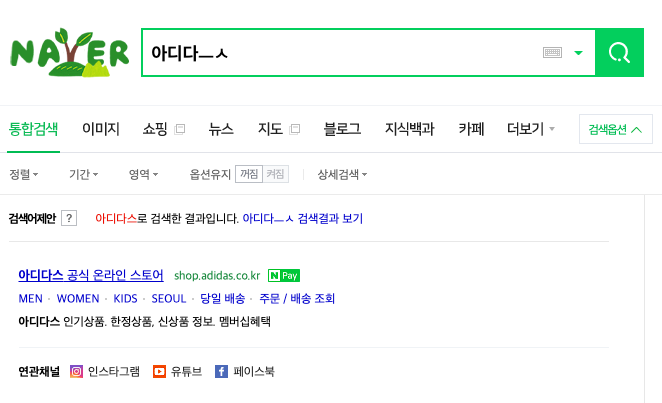 NAVER
아디다ㅡㅅ
통합검색 이미지 쇼핑 뉴스 지도 블로그 지식백과 카페 더보기 검색옵션
정렬 기간 영역 옵션유지 꺼짐 켜짐 상세검색
검색어제안 ? 아디다스로 검색한 결과입니다. 아디다ㅡㅅ 검색결과 보기
아디다스 공식 온라인 스토어 shop.adidas.co.kr N Pay
MEN · WOMEN · KIDS · SEOUL · 당일 배송 · 주문 / 배송 조회
아디다스 인기상품. 한정상품, 신상품 정보. 멤버십혜택
연관채널 인스타그램 유튜브 페이스북